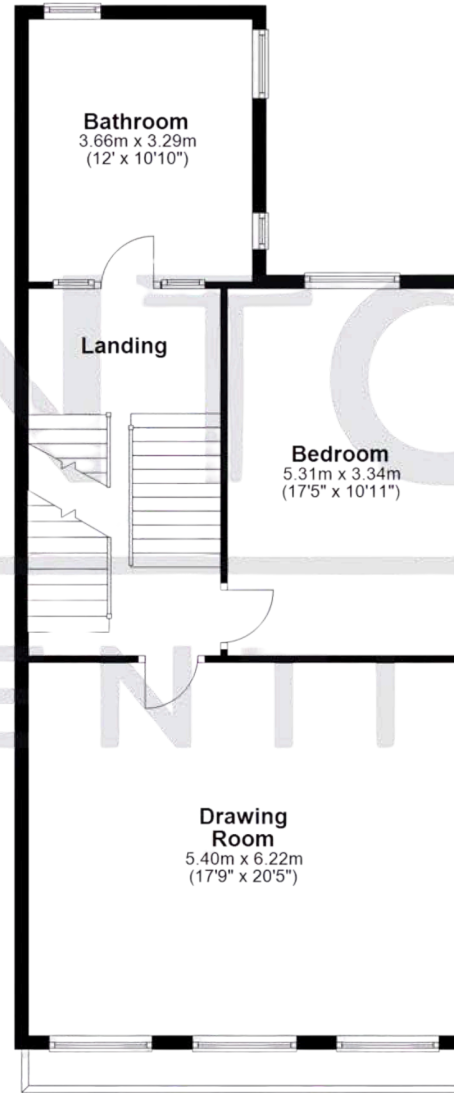 Bathroom
3.66m x 3.29m
(12' x 10'10")
Landing
Bedroom
5.31m x 3.34m
(17'5" x 10'11")
Drawing
Room
5.40m x 6.22m
(17'9" x 20'5")